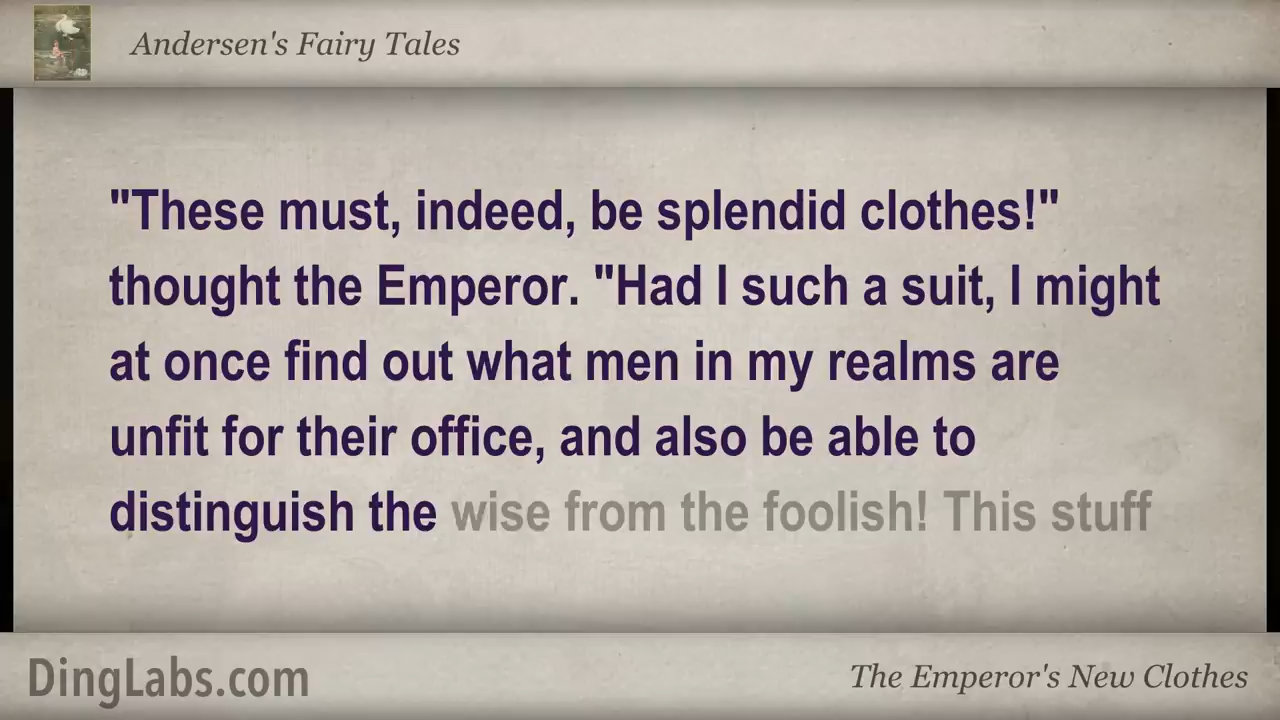 Andersen's Fairy Tales
"These must, indeed, be splendid clothes!"
thought the Emperor. "Had I such a suit, I might
at once find out what men in my realms are
unfit for their office, and also be able to
distinguish the wise from the foolish! This stuff
DingLabs.com
The Emperor's New Clothes